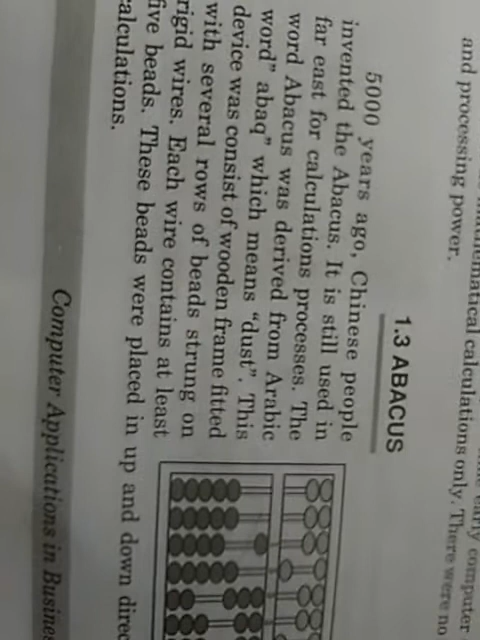 mathematical calculations only. There were no
and processing power.
1.3 ABACUS
5000 years ago, Chinese people
invented the Abacus. It is still used in
far east for calculations processes. The
word Abacus was derived from Arabic
word" abaq" which means "dust". This
device was consist of wooden frame fitted
with several rows of beads strung on
rigid wires. Each wire contains at least
five beads. These beads were placed in up and down
calculations.
Computer Applications in